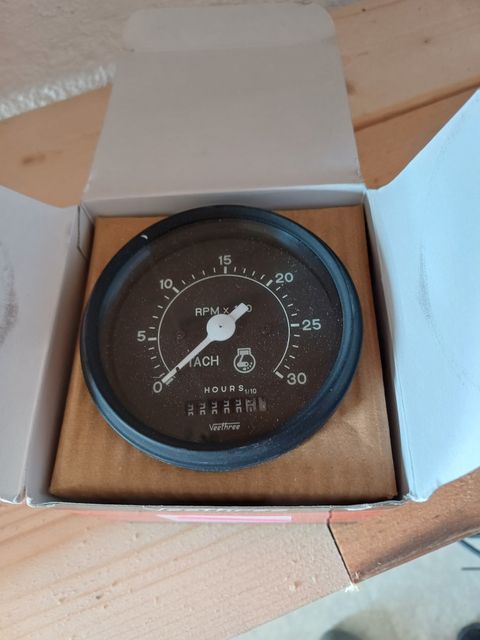 15
10 20
RPM x
5 25
TACH
0 30
HOURS 1/10
Veethree